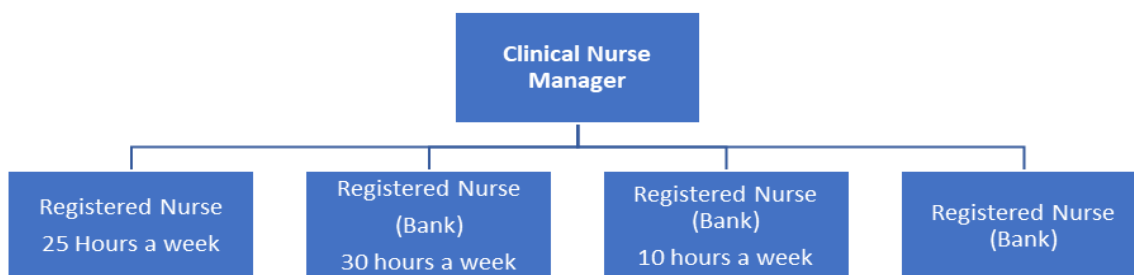 Clinical Nurse
Manager
Registered Nurse
25 Hours a week
Registered Nurse
(Bank)
30 hours a week
Registered Nurse
(Bank)
10 hours a week
Registered Nurse
(Bank)